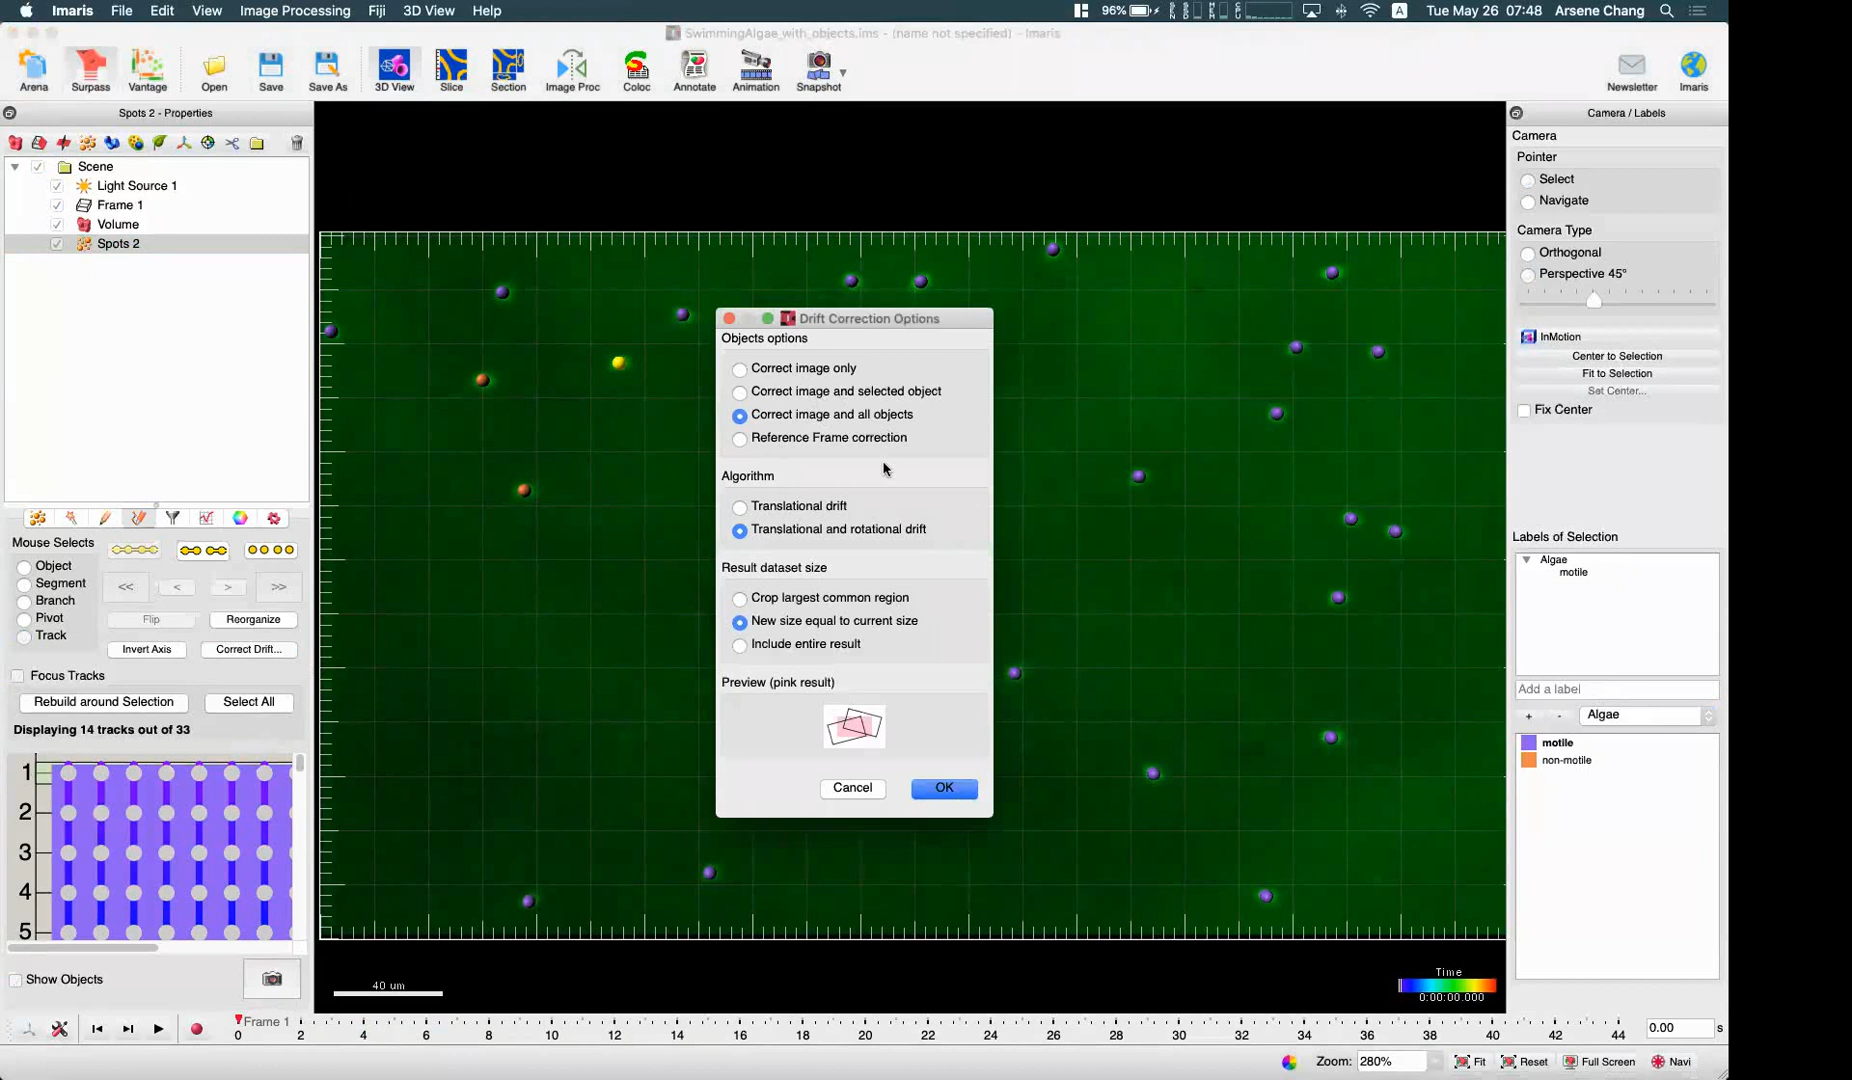 Imaris File Edit View Image Processing Fiji 3D View Help 96% A Tue May 26 07:48 Arsene Chang
SwimmingAlgae_with_objects.ims - (name not specified) - Imaris
Arena Surpass Vantage Open Save Save As 3D View Slice Section Image Proc Coloc Annotate Animation Snapshot Newsletter Imaris
Spots 2 - Properties
Scene
Light Source 1
Frame 1
Volume
Spots 2
Mouse Selects
Object
Segment
Branch
Pivot
Track
<< < > >>
Flip Reorganize
Invert Axis Correct Drift...
Focus Tracks
Rebuild around Selection Select All
Displaying 14 tracks out of 33
1
2
3
4
5
Show Objects
Drift Correction Options
Objects options
Correct image only
Correct image and selected object
Correct image and all objects
Reference Frame correction
Algorithm
Translational drift
Translational and rotational drift
Result dataset size
Crop largest common region
New size equal to current size
Include entire result
Preview (pink result)
Cancel OK
40 um
Time
0:00:00.000
Camera / Labels
Camera
Pointer
Select
Navigate
Camera Type
Orthogonal
Perspective 45°
InMotion
Center to Selection
Fit to Selection
Set Center...
Fix Center
Labels of Selection
Algae
motile
Add a label
+ - Algae
motile
non-motile
Frame 1
0 2 4 6 8 10 12 14 16 18 20 22 24 26 28 30 32 34 36 38 40 42 44 0.00 s
Zoom: 280% Fit Reset Full Screen Navi